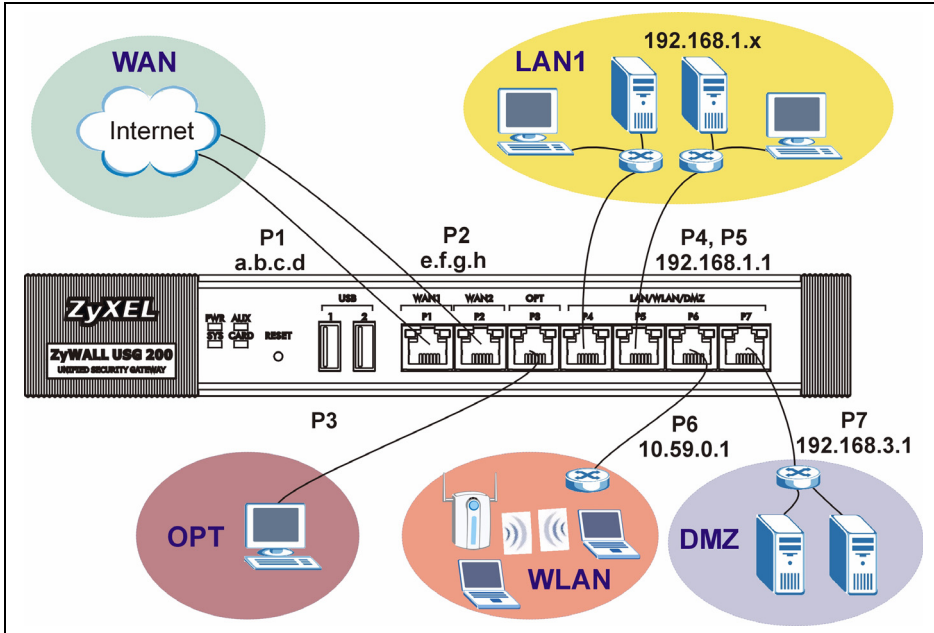 WAN
Internet
LAN1
192.168.1.x
P1
a.b.c.d
P2
e.f.g.h
P4, P5
192.168.1.1
ZyXEL
ZyWALL USG 200
UNIFIED SECURITY GATEWAY
PWR AUX
SYS CARD
RESET
USB
1 2
WAN1 WAN2 OPT LAN/WLAN/DMZ
P1 P2 P3 P4 P5 P6 P7
P3
P6
10.59.0.1
P7
192.168.3.1
OPT
WLAN
DMZ